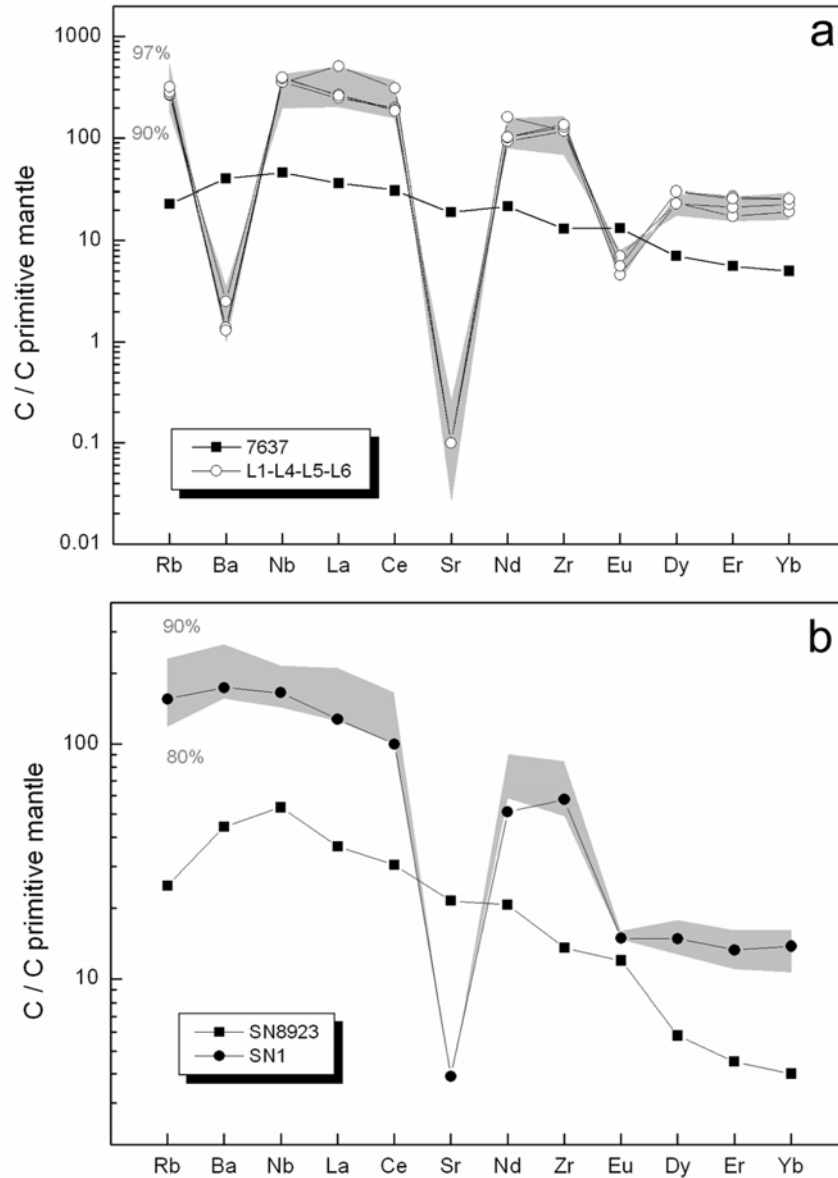 a
1000
97%
100
90%
10
1
0.1
0.01
C / C primitive mantle
7637
L1-L4-L5-L6
Rb Ba Nb La Ce Sr Nd Zr Eu Dy Er Yb
b
90%
100
80%
10
C / C primitive mantle
SN8923
SN1
Rb Ba Nb La Ce Sr Nd Zr Eu Dy Er Yb